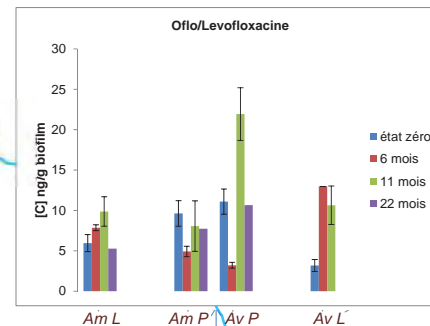 Oflo/Levofloxacine
[C] ng/g biofilm
30
25
20
15
10
5
0
état zéro
6 mois
11 mois
22 mois
Am L
Am P
Av P
Av L